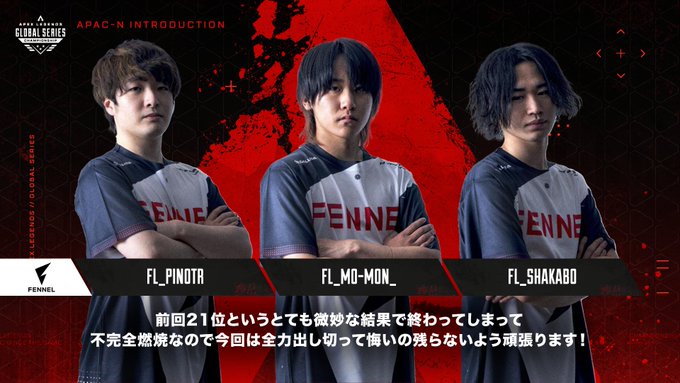 APEX LEGENDS
GLOBAL SERIES
CHAMPIONSHIP
APAC-N INTRODUCTION
LEGENDS // GLOBAL SERIES
FENNEL
FENNEL
FENNEL
FL_PINOTR
FL_MO-MON_
FL_SHAKABO
前回21位というとても微妙な結果で終わってしまって
不完全燃焼なので今回は全力出し切って悔いの残らないよう頑張ります!